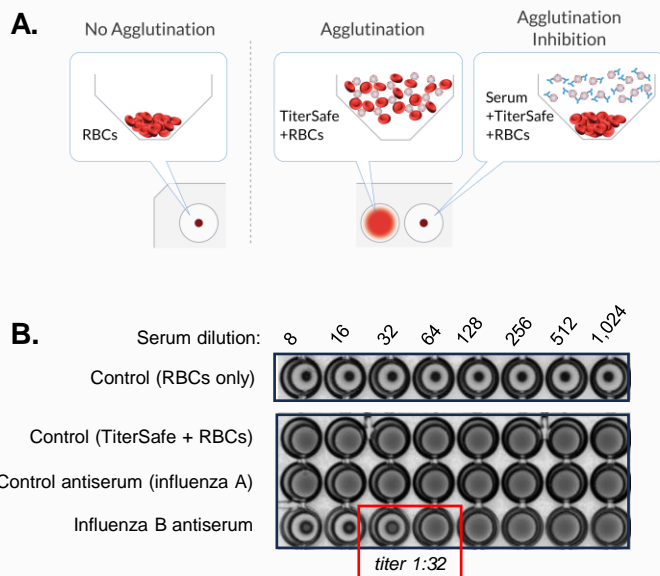 A.
No Agglutination
Agglutination
Agglutination
Inhibition
RBCs
TiterSafe
+RBCs
Serum
+TiterSafe
+RBCs
B.
Serum dilution: 8 16 32 64 128 256 512 1,024
Control (RBCs only)
Control (TiterSafe + RBCs)
Control antiserum (influenza A)
Influenza B antiserum
titer 1:32